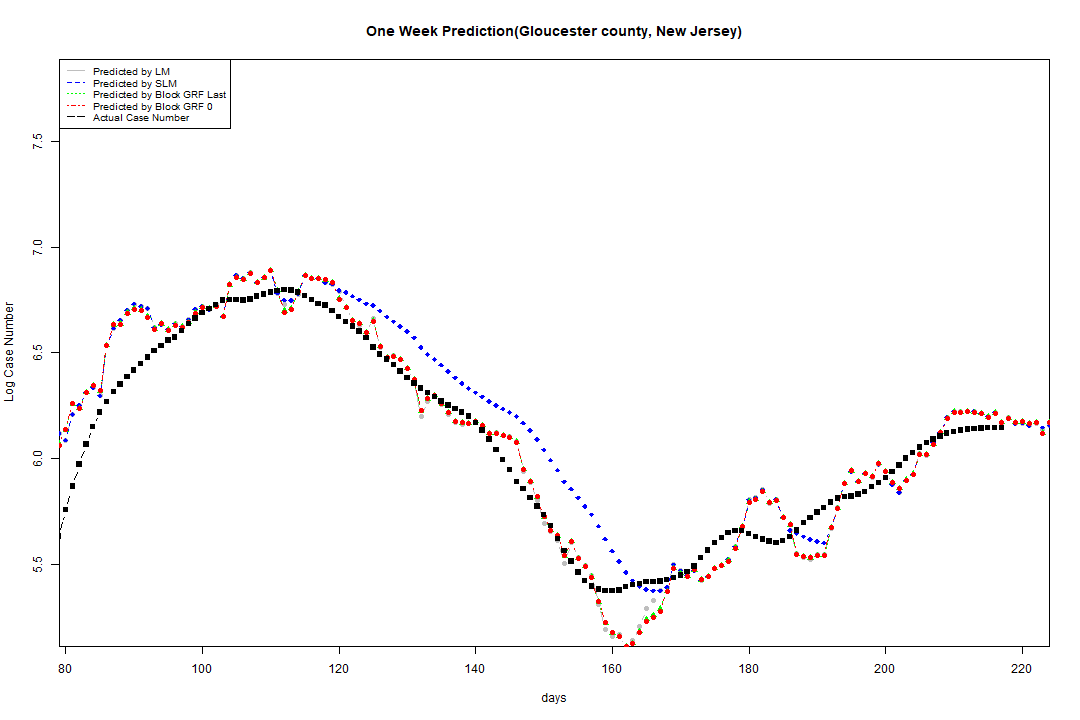 One Week Prediction(Gloucester county, New Jersey)
Predicted by LM
Predicted by SLM
Predicted by Block GRF Last
Predicted by Block GRF 0
Actual Case Number
Log Case Number
7.5
7.0
6.5
6.0
5.5
80 100 120 140 160 180 200 220
days